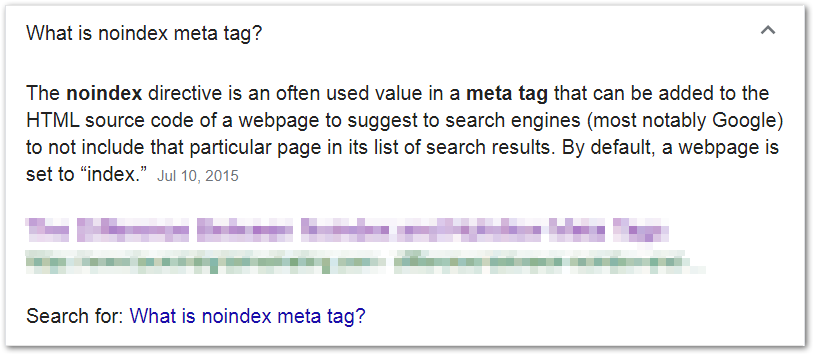 What is noindex meta tag?
The noindex directive is an often used value in a meta tag that can be added to the
HTML source code of a webpage to suggest to search engines (most notably Google)
to not include that particular page in its list of search results. By default, a webpage is
set to “index.” Jul 10, 2015
Search for: What is noindex meta tag?